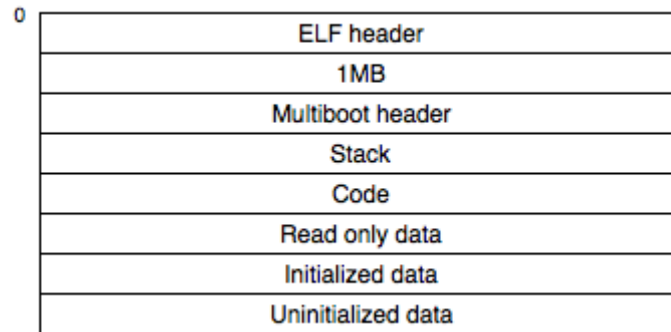 0
ELF header
1MB
Multiboot header
Stack
Code
Read only data
Initialized data
Uninitialized data